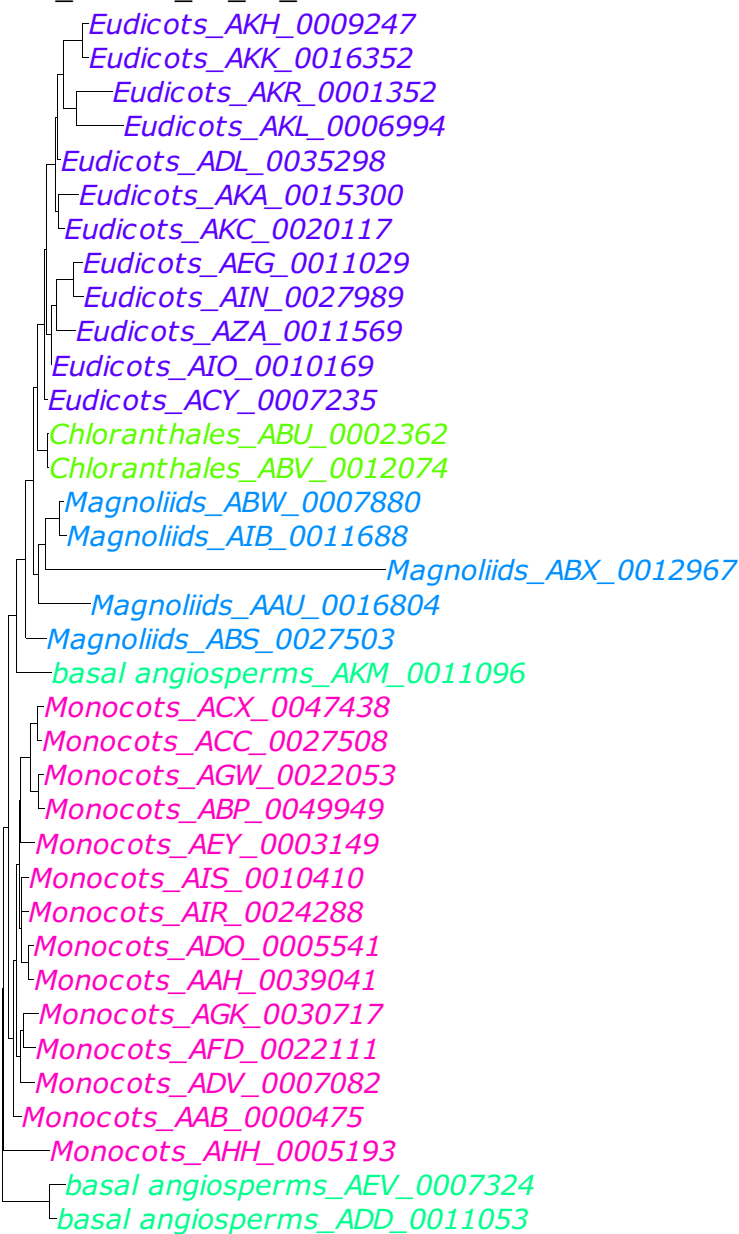 Eudicots_AKH_0009247
Eudicots_AKK_0016352
Eudicots_AKR_0001352
Eudicots_AKL_0006994
Eudicots_ADL_0035298
Eudicots_AKA_0015300
Eudicots_AKC_0020117
Eudicots_AEG_0011029
Eudicots_AIN_0027989
Eudicots_AZA_0011569
Eudicots_AIO_0010169
Eudicots_ACY_0007235
Chloranthales_ABU_0002362
Chloranthales_ABV_0012074
Magnoliids_ABW_0007880
Magnoliids_AIB_0011688
Magnoliids_ABX_0012967
Magnoliids_AAU_0016804
Magnoliids_ABS_0027503
basal angiosperms_AKM_0011096
Monocots_ACX_0047438
Monocots_ACC_0027508
Monocots_AGW_0022053
Monocots_ABP_0049949
Monocots_AEY_0003149
Monocots_AIS_0010410
Monocots_AIR_0024288
Monocots_ADO_0005541
Monocots_AAH_0039041
Monocots_AGK_0030717
Monocots_AFD_0022111
Monocots_ADV_0007082
Monocots_AAB_0000475
Monocots_AHH_0005193
basal angiosperms_AEV_0007324
basal angiosperms_ADD_0011053